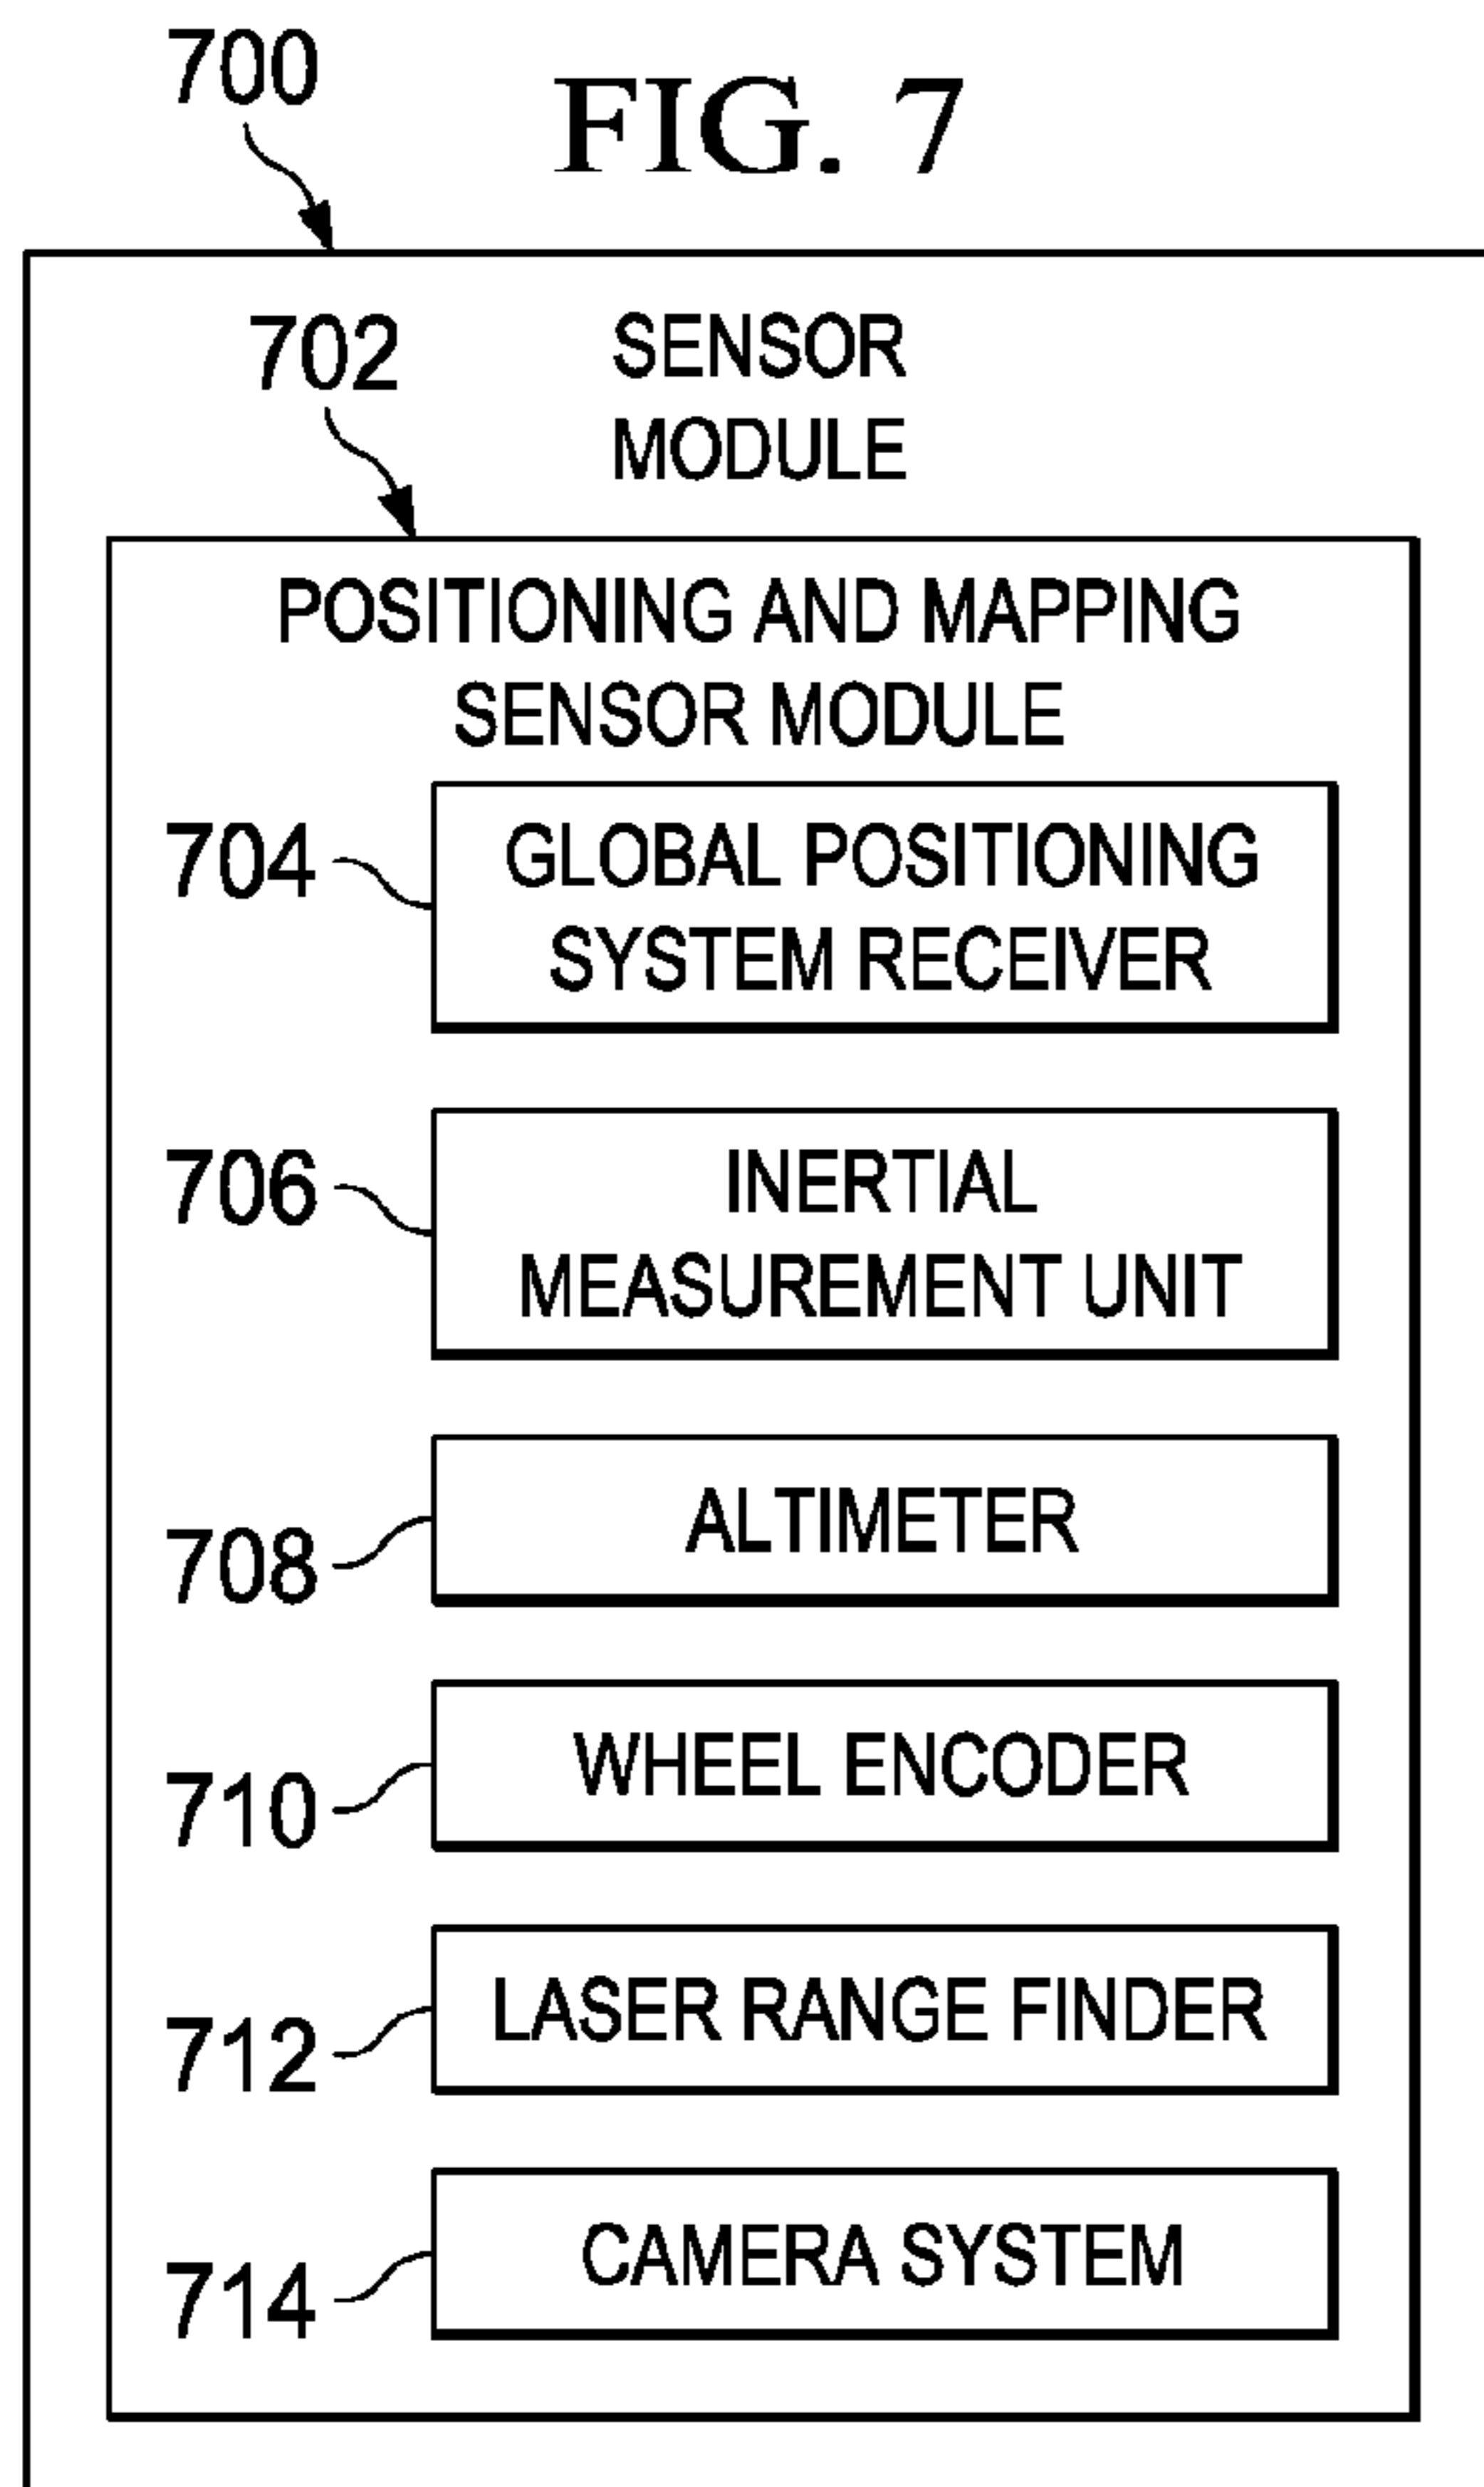 700
FIG. 7
702
SENSOR
MODULE
POSITIONING AND MAPPING
SENSOR MODULE
704
GLOBAL POSITIONING
SYSTEM RECEIVER
706
INERTIAL
MEASUREMENT UNIT
708
ALTIMETER
710
WHEEL ENCODER
712
LASER RANGE FINDER
714
CAMERA SYSTEM